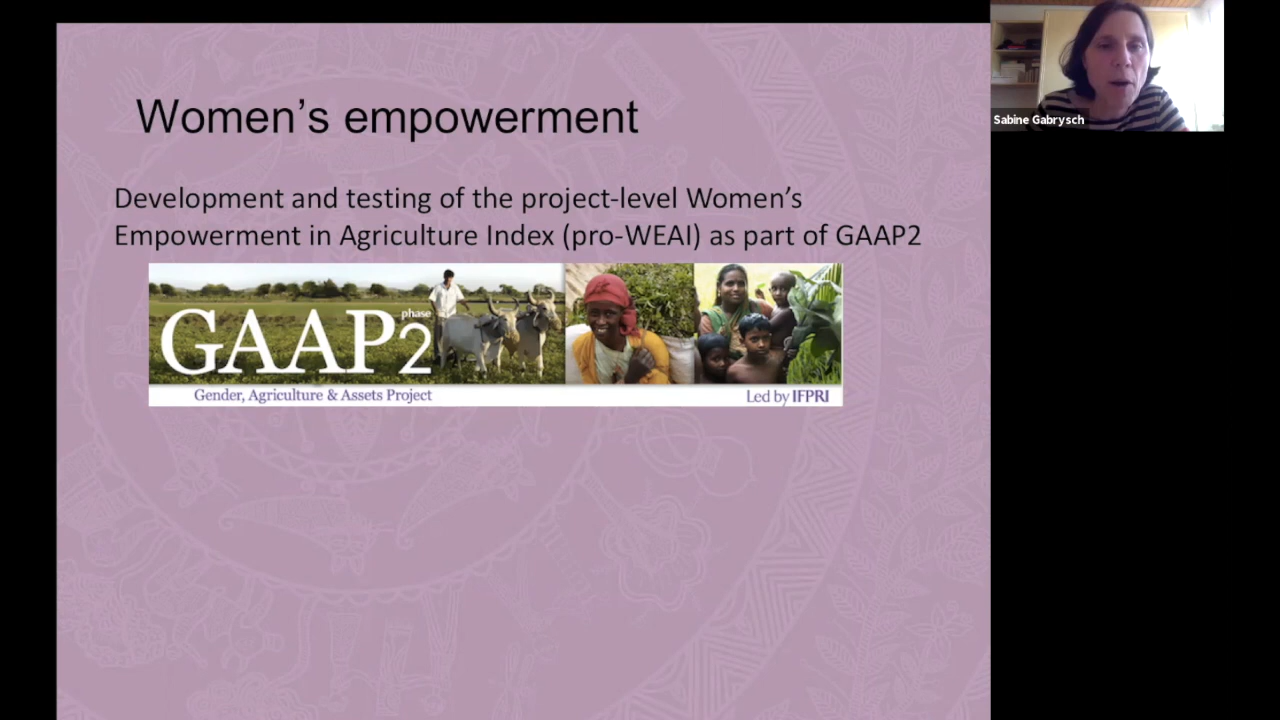 Women's empowerment
Sabine Gabrysch
Development and testing of the project-level Women's
Empowerment in Agriculture Index (pro-WEAI) as part of GAAP2
GAAP2
phase
Gender, Agriculture & Assets Project
Led by IFPRI